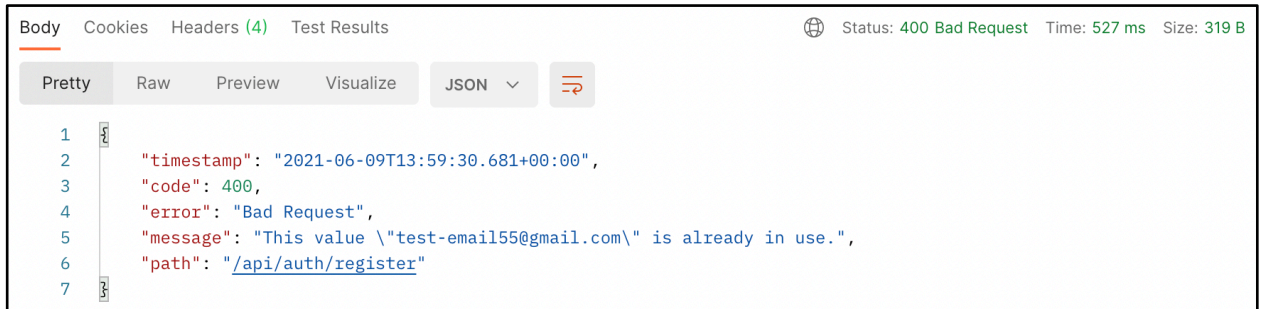 Body Cookies Headers (4) Test Results Status: 400 Bad Request Time: 527 ms Size: 319 B
Pretty Raw Preview Visualize JSON
1 {
2 "timestamp": "2021-06-09T13:59:30.681+00:00",
3 "code": 400,
4 "error": "Bad Request",
5 "message": "This value \"test-email55@gmail.com\" is already in use.",
6 "path": "/api/auth/register"
7 }